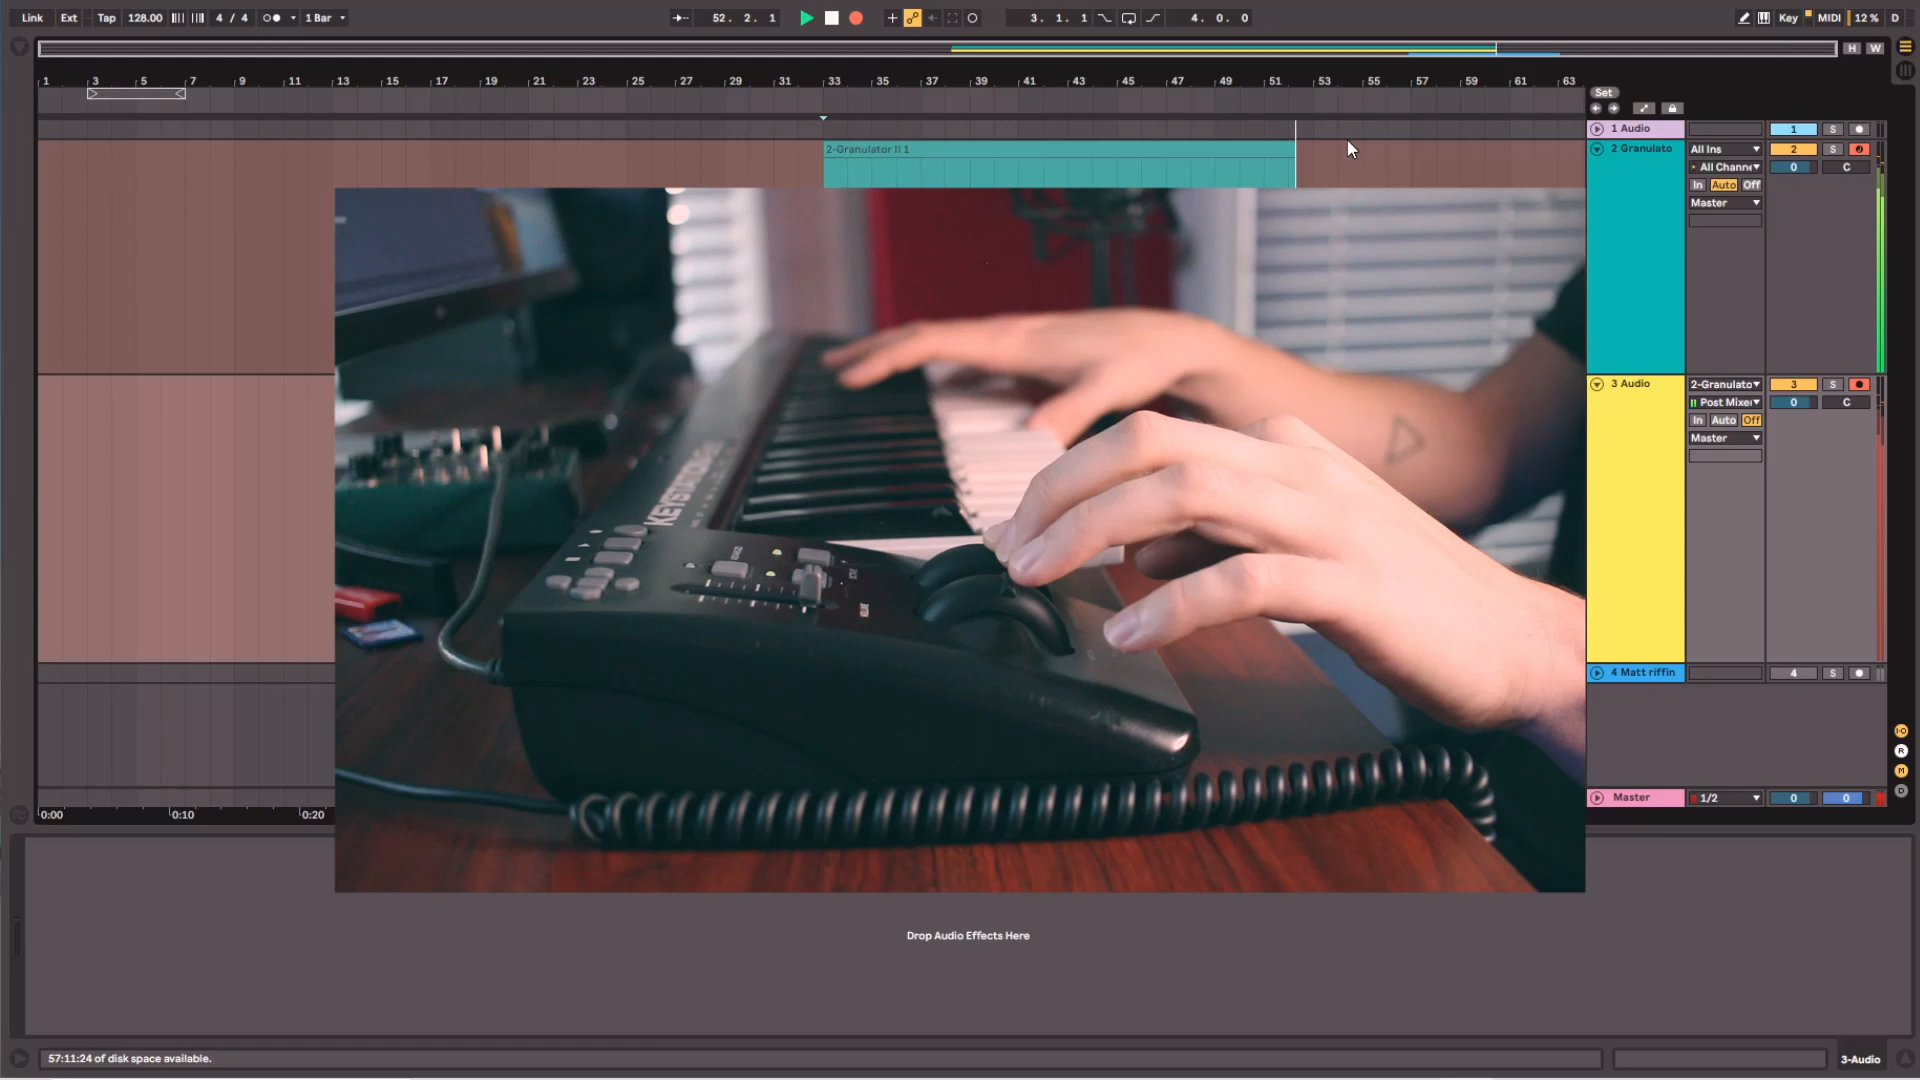 Link Ext Tap 128.00 4 / 4 1 Bar 52. 2. 1 3. 1. 1 4. 0. 0 Key MIDI 12 % D
H W
1 3 5 7 9 11 13 15 17 19 21 23 25 27 29 31 33 35 37 39 41 43 45 47 49 51 53 55 57 59 61 63
Set
1 Audio 1 S
2-Granulator II 1 2 Granulato All Ins 2 S
All Channe 0 C
In Auto Off
Master
3 Audio 2-Granulato 3 S
Post Mixer 0 C
In Auto Off
Master
KEYSTATION
4 Matt riffin 4 S
I·O
R
M
D
Master 1/2 0 0
0:00 0:10 0:20
Drop Audio Effects Here
57:11:24 of disk space available.
3-Audio